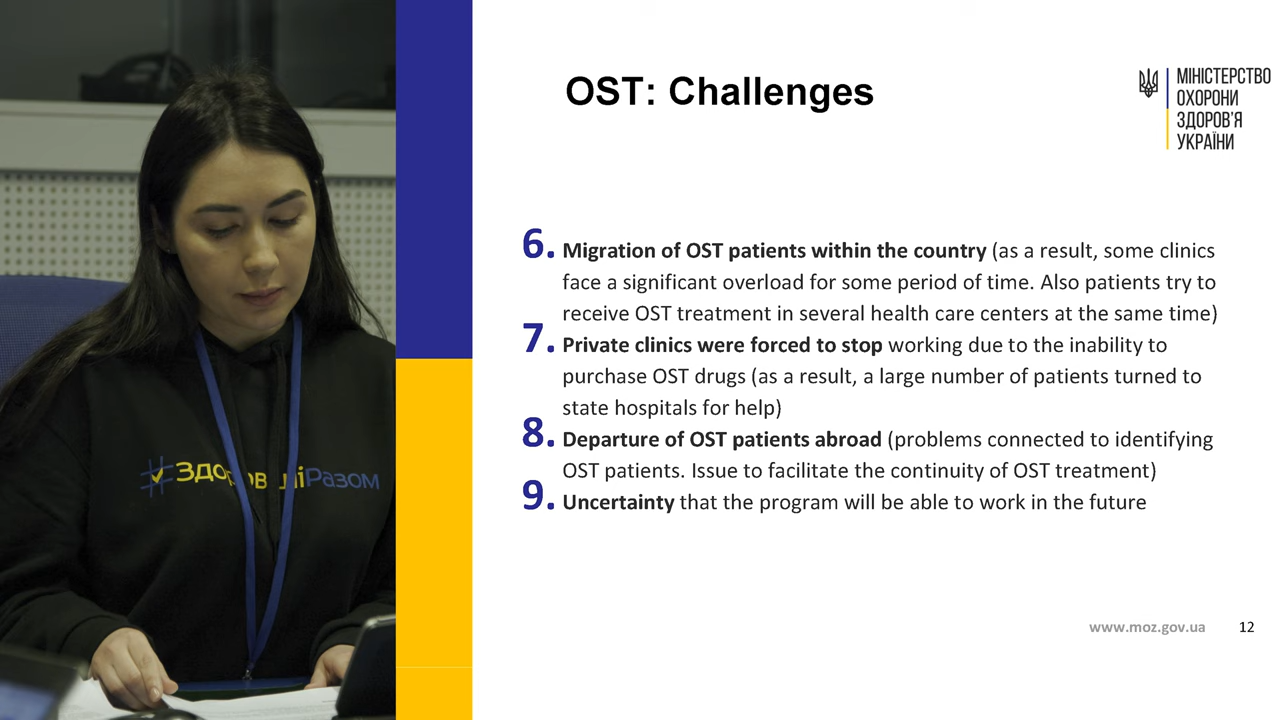 OST: Challenges
МІНІСТЕРСТВО
ОХОРОНИ
ЗДОРОВ'Я
УКРАЇНИ
6. Migration of OST patients within the country (as a result, some clinics
face a significant overload for some period of time. Also patients try to
receive OST treatment in several health care centers at the same time)
7. Private clinics were forced to stop working due to the inability to
purchase OST drugs (as a result, a large number of patients turned to
state hospitals for help)
8. Departure of OST patients abroad (problems connected to identifying
OST patients. Issue to facilitate the continuity of OST treatment)
9. Uncertainty that the program will be able to work in the future
www.moz.gov.ua 12